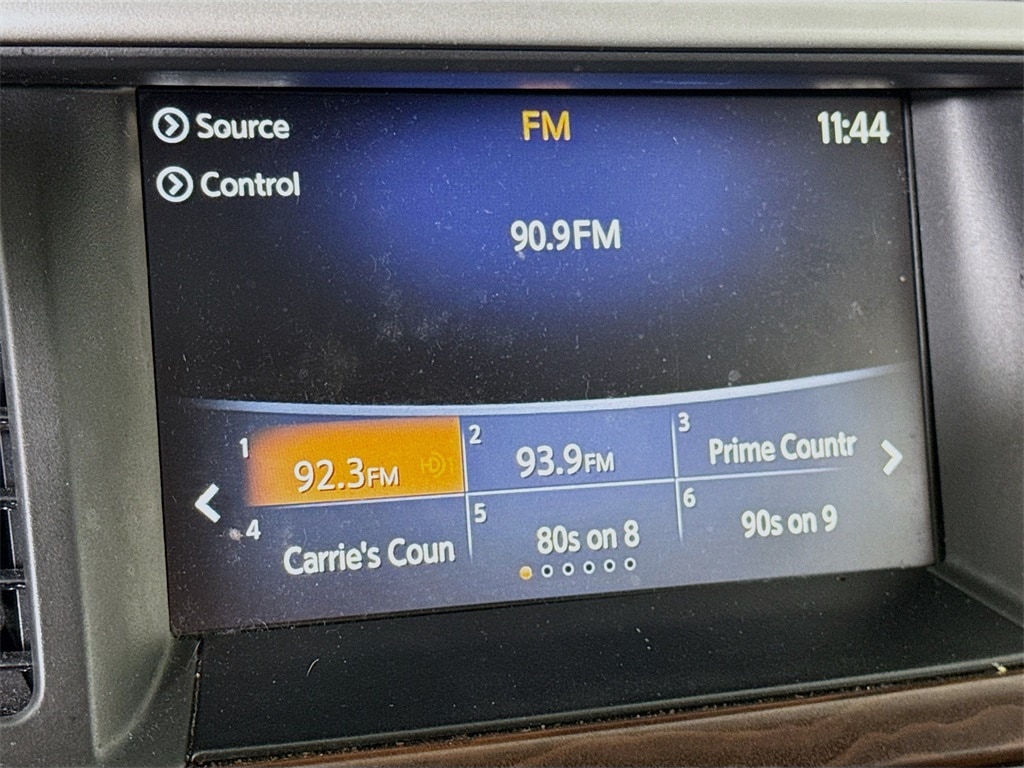 Source
FM
11:44
Control
90.9FM
1
92.3FM HD1
2
93.9FM
3
Prime Countr
4
Carrie's Coun
5
80s on 8
6
90s on 9